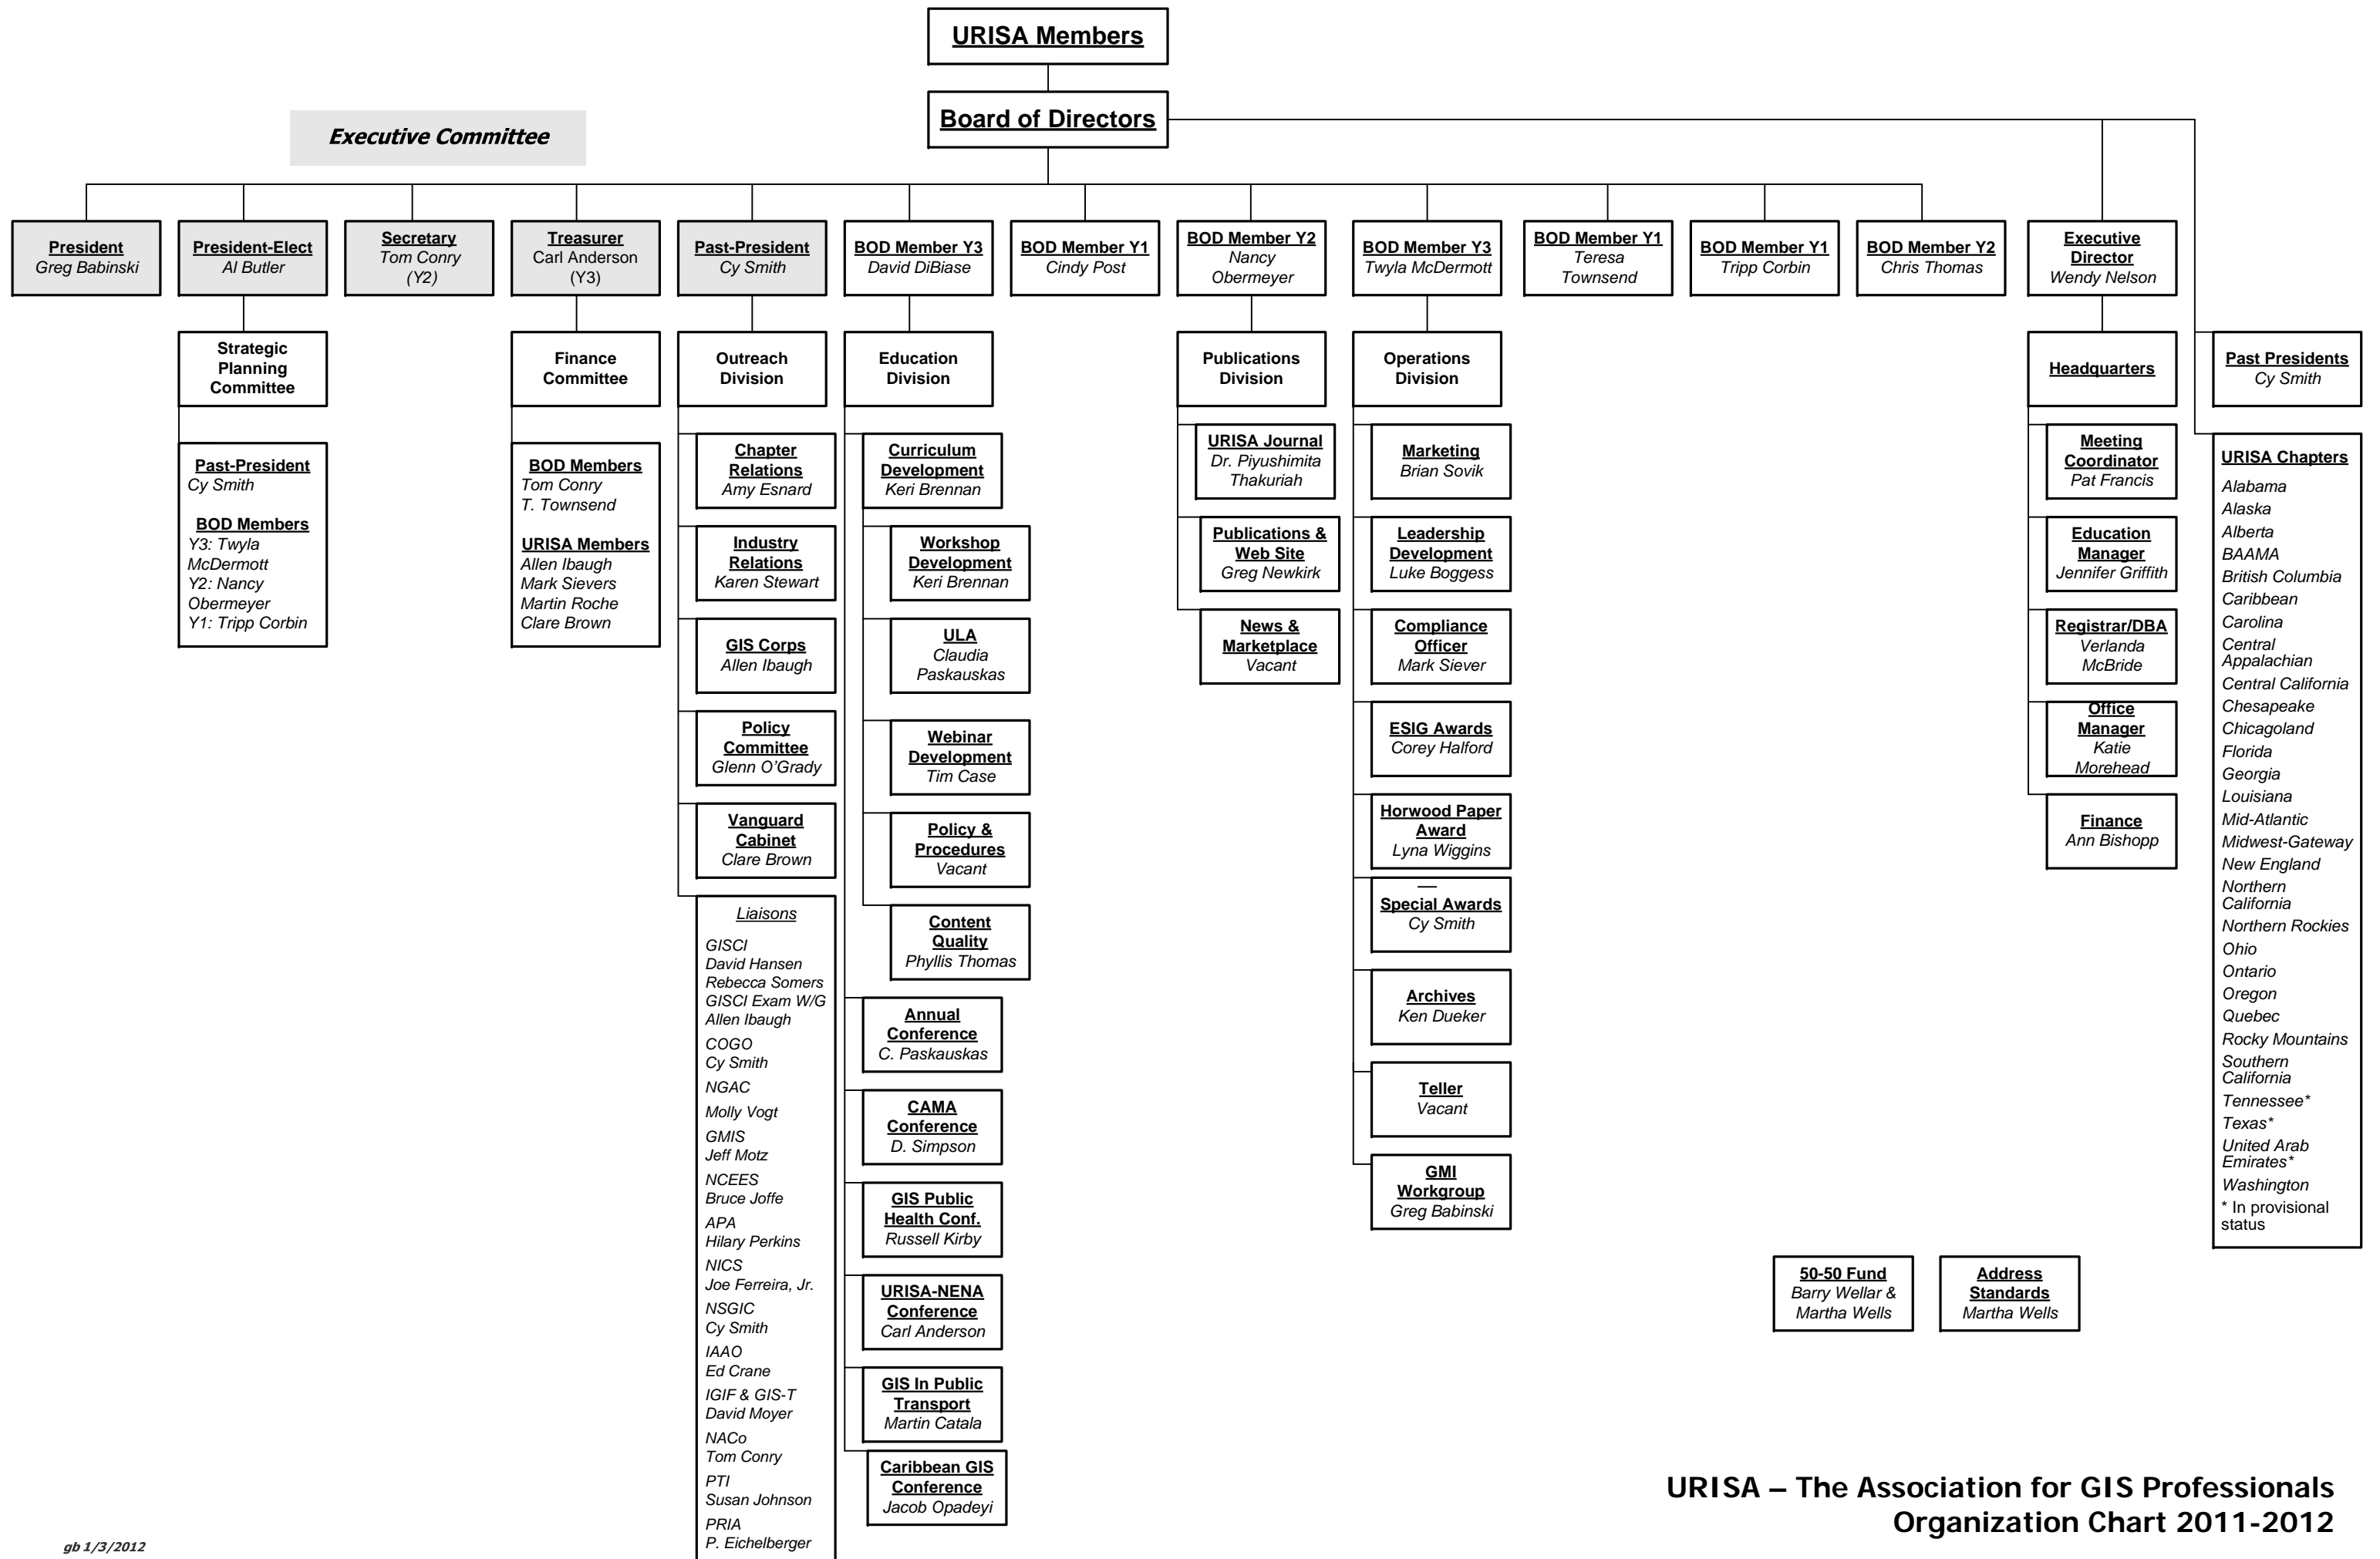 URISA Members
Board of Directors
Executive Committee
President
Greg Babinski
President-Elect
Al Butler
Secretary
Tom Conry
(Y2)
Treasurer
Carl Anderson
(Y3)
Past-President
Cy Smith
BOD Member Y3
David DiBiase
BOD Member Y1
Cindy Post
BOD Member Y2
Nancy
Obermeyer
BOD Member Y3
Twyla McDermott
BOD Member Y1
Teresa
Townsend
BOD Member Y1
Tripp Corbin
BOD Member Y2
Chris Thomas
Executive
Director
Wendy Nelson
Strategic
Planning
Committee
Finance
Committee
Outreach
Division
Education
Division
Publications
Division
Operations
Division
Headquarters
Past Presidents
Cy Smith
Past-President
Cy Smith
BOD Members
Y3: Twyla
McDermott
Y2: Nancy
Obermeyer
Y1: Tripp Corbin
BOD Members
Tom Conry
T. Townsend
URISA Members
Allen Ibaugh
Mark Sievers
Martin Roche
Clare Brown
Chapter
Relations
Amy Esnard
Industry
Relations
Karen Stewart
GIS Corps
Allen Ibaugh
Policy
Committee
Glenn O’Grady
Vanguard
Cabinet
Clare Brown
Liaisons
GISCI
David Hansen
Rebecca Somers
GISCI Exam W/G
Allen Ibaugh
COGO
Cy Smith
NGAC
Molly Vogt
GMIS
Jeff Motz
NCEES
Bruce Joffe
APA
Hilary Perkins
NICS
Joe Ferreira, Jr.
NSGIC
Cy Smith
IAAO
Ed Crane
IGIF & GIS-T
David Moyer
NACo
Tom Conry
PTI
Susan Johnson
PRIA
P. Eichelberger
Curriculum
Development
Keri Brennan
Workshop
Development
Keri Brennan
ULA
Claudia
Paskauskas
Webinar
Development
Tim Case
Policy &
Procedures
Vacant
Content
Quality
Phyllis Thomas
Annual
Conference
C. Paskauskas
CAMA
Conference
D. Simpson
GIS Public
Health Conf.
Russell Kirby
URISA-NENA
Conference
Carl Anderson
GIS In Public
Transport
Martin Catala
Caribbean GIS
Conference
Jacob Opadeyi
URISA Journal
Dr. Piyushimita
Thakuriah
Publications &
Web Site
Greg Newkirk
News &
Marketplace
Vacant
Marketing
Brian Sovik
Leadership
Development
Luke Boggess
Compliance
Officer
Mark Siever
ESIG Awards
Corey Halford
Horwood Paper
Award
Lyna Wiggins
Special Awards
Cy Smith
Archives
Ken Dueker
Teller
Vacant
GMI
Workgroup
Greg Babinski
Meeting
Coordinator
Pat Francis
Education
Manager
Jennifer Griffith
Registrar/DBA
Verlanda
McBride
Office
Manager
Katie
Morehead
Finance
Ann Bishopp
URISA Chapters
Alabama
Alaska
Alberta
BAAMA
British Columbia
Caribbean
Carolina
Central
Appalachian
Central California
Chesapeake
Chicagoland
Florida
Georgia
Louisiana
Mid-Atlantic
Midwest-Gateway
New England
Northern
California
Northern Rockies
Ohio
Ontario
Oregon
Quebec
Rocky Mountains
Southern
California
Tennessee*
Texas*
United Arab
Emirates*
Washington
* In provisional
status
50-50 Fund
Barry Wellar &
Martha Wells
Address
Standards
Martha Wells
URISA – The Association for GIS Professionals
Organization Chart 2011-2012
gb 1/3/2012